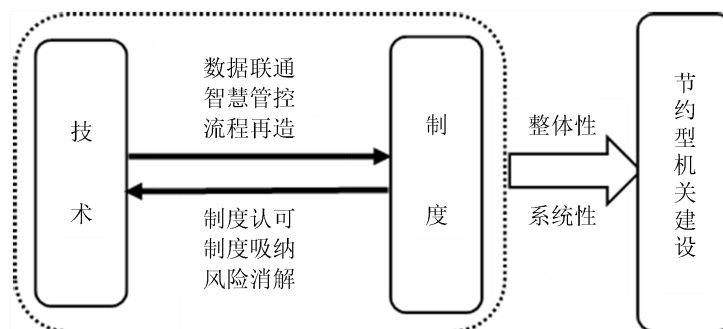 技术
数据联通
智慧管控
流程再造
制度认可
制度吸纳
风险消解
制度
整体性
系统性
节约型机关建设